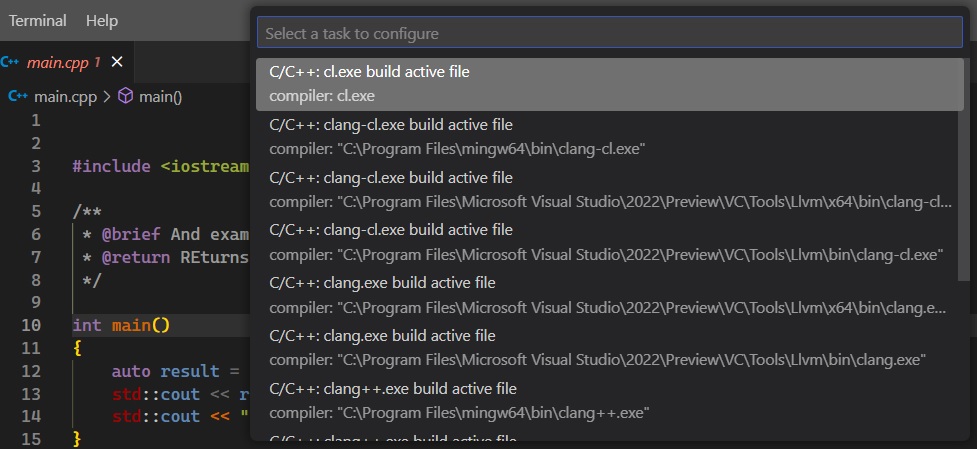 Terminal Help
Select a task to configure
C++ main.cpp 1
C++ main.cpp > main()
C/C++: cl.exe build active file
compiler: cl.exe
C/C++: clang-cl.exe build active file
compiler: "C:\Program Files\mingw64\bin\clang-cl.exe"
C/C++: clang-cl.exe build active file
compiler: "C:\Program Files\Microsoft Visual Studio\2022\Preview\VC\Tools\Llvm\x64\bin\clang-cl...
C/C++: clang-cl.exe build active file
compiler: "C:\Program Files\Microsoft Visual Studio\2022\Preview\VC\Tools\Llvm\bin\clang-cl.exe"
C/C++: clang.exe build active file
compiler: "C:\Program Files\Microsoft Visual Studio\2022\Preview\VC\Tools\Llvm\x64\bin\clang.e...
C/C++: clang.exe build active file
compiler: "C:\Program Files\Microsoft Visual Studio\2022\Preview\VC\Tools\Llvm\bin\clang.exe"
C/C++: clang++.exe build active file
compiler: "C:\Program Files\mingw64\bin\clang++.exe"
C/C++: clang++.exe build active file
1
2
3 #include <iostream
4
5 /**
6 * @brief And exam
7 * @return REturns
8 */
9
10 int main()
11 {
12 auto result =
13 std::cout << r
14 std::cout << "
15 }